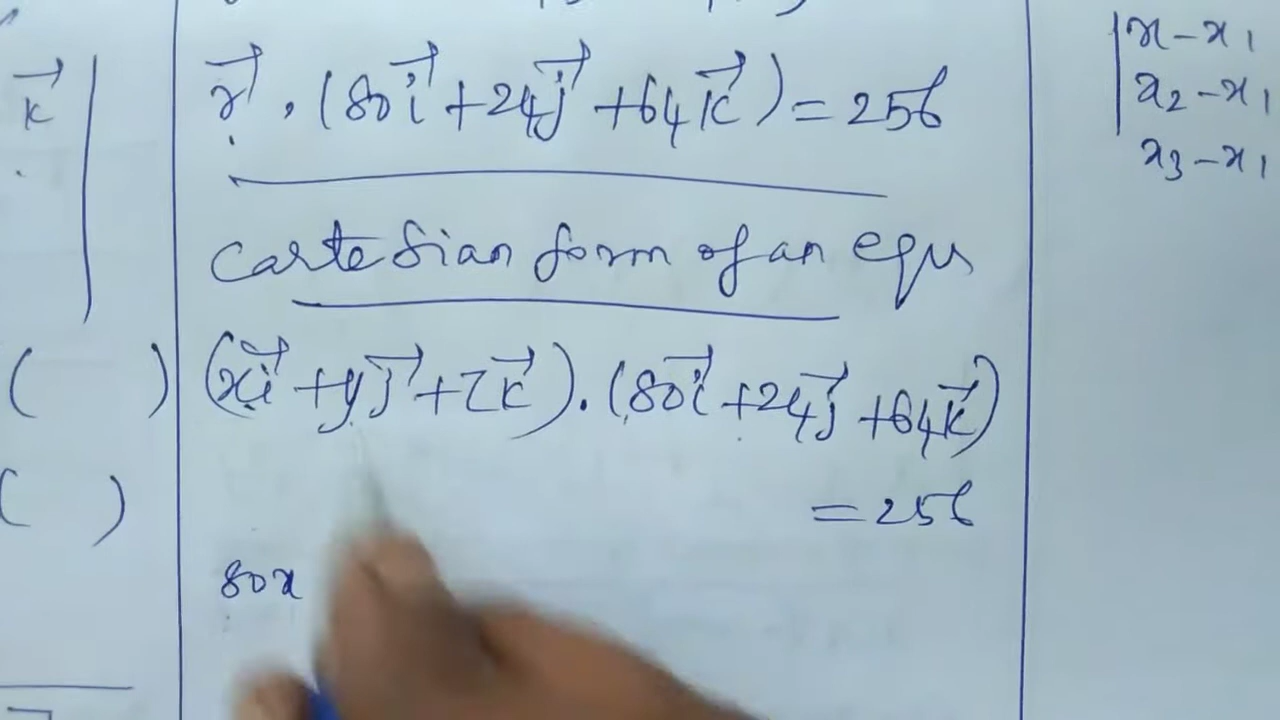 r⃗ . (80i⃗ + 24j⃗ + 64k⃗) = 256
cartesian form of an equ
(xi⃗ + yj⃗ + zk⃗) . (80i⃗ + 24j⃗ + 64k⃗)
= 256
80x
k⃗ |
( )
( )
| x - x1
x2 - x1
x3 - x1